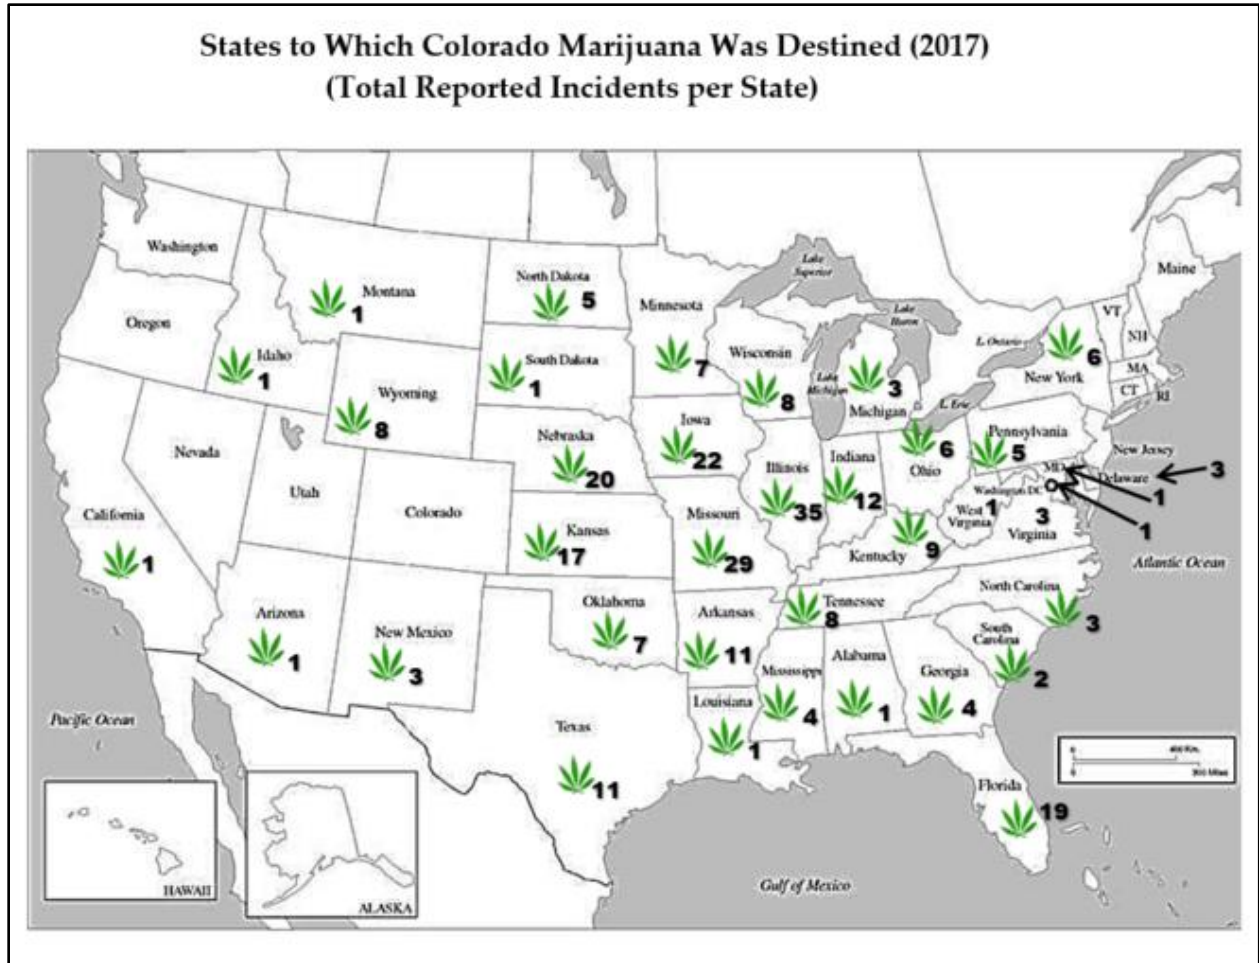 States to Which Colorado Marijuana Was Destined (2017)
(Total Reported Incidents per State)
Washington
Oregon
Montana
1
Idaho
1
Wyoming
8
North Dakota
5
South Dakota
1
Nebraska
20
Kansas
17
Oklahoma
7
Texas
11
Minnesota
7
Iowa
22
Missouri
29
Arkansas
11
Louisiana
1
Wisconsin
8
Illinois
35
Lake
Superior
Lake
Michigan
Lake
Huron
L. Ontario
L. Erie
Michigan
3
Indiana
12
Ohio
6
Kentucky
9
Tennessee
8
Mississippi
4
Alabama
1
Georgia
4
Florida
19
South
Carolina
2
North Carolina
3
Virginia
3
West
Virginia
1
Washington DC
1
MD
1
Delaware
3
New Jersey
Pennsylvania
5
New York
6
VT
NH
MA
CT
RI
Maine
Nevada
Utah
Colorado
California
1
Arizona
1
New Mexico
3
Pacific Ocean
Atlantic Ocean
Gulf of Mexico
HAWAII
ALASKA
0
400 Km.
0